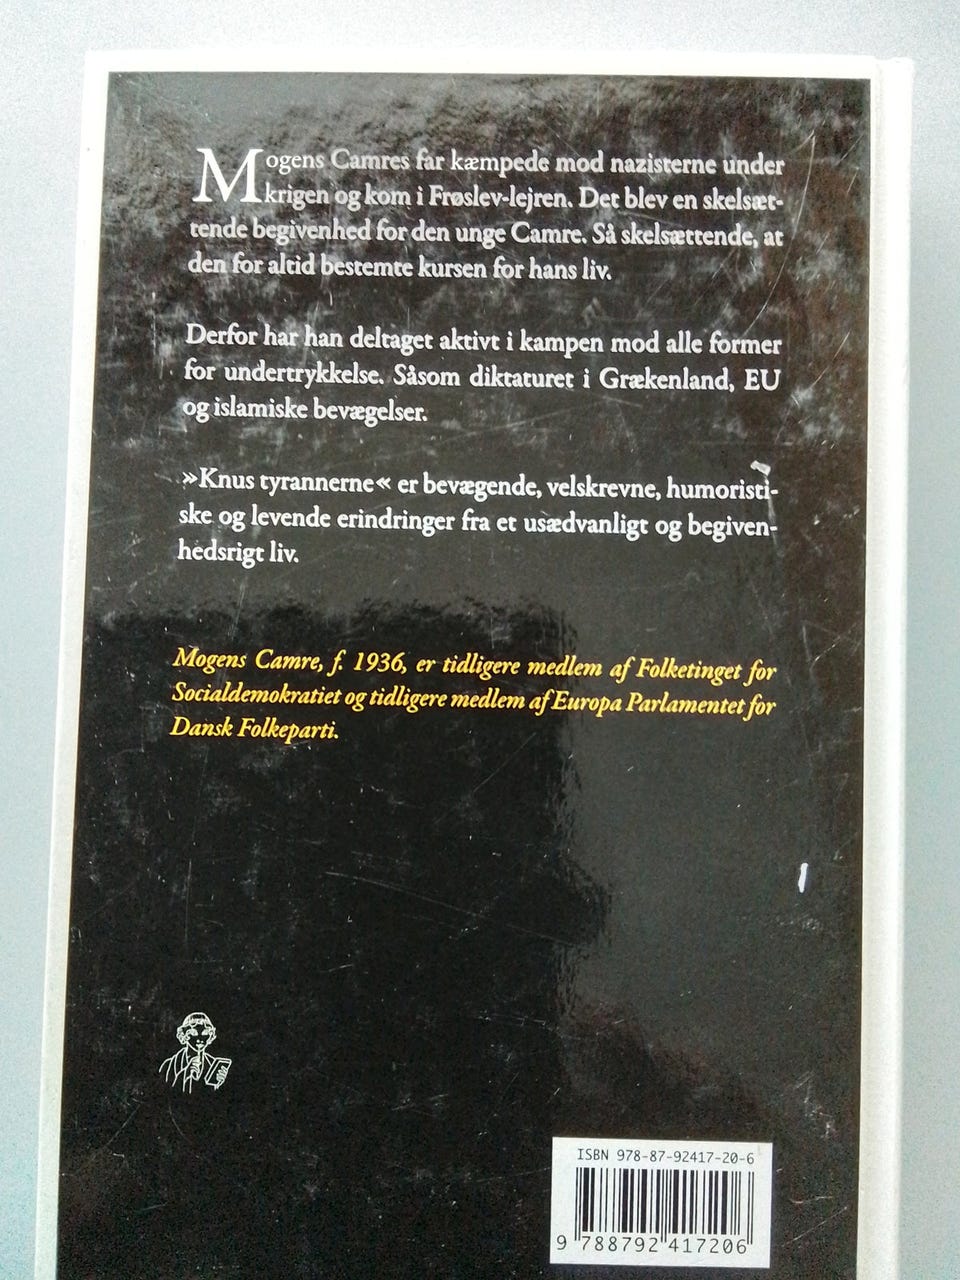 Mogens Camres far kæmpede mod nazisterne under
krigen og kom i Frøslev-lejren. Det blev en skelsæt-
tende begivenhed for den unge Camre. Så skelsættende, at
den for altid bestemte kursen for hans liv.
Derfor har han deltaget aktivt i kampen mod alle former
for undertrykkelse. Såsom diktaturet i Grækenland, EU
og islamiske bevægelser.
»Knus tyrannerne« er bevægende, velskrevne, humoristi-
ske og levende erindringer fra et usædvanligt og begiven-
hedsrigt liv.
Mogens Camre, f. 1936, er tidligere medlem af Folketinget for
Socialdemokratiet og tidligere medlem af Europa Parlamentet for
Dansk Folkeparti.
ISBN 978-87-92417-20-6
9 788792 417206